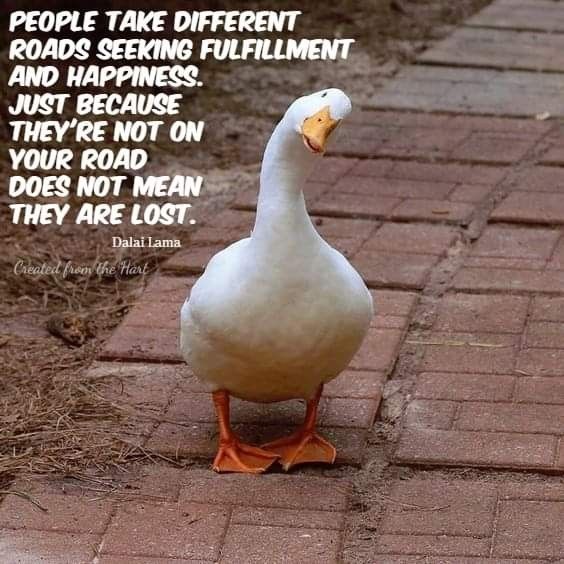 PEOPLE TAKE DIFFERENT
ROADS SEEKING FULFILLMENT
AND HAPPINESS.
JUST BECAUSE
THEY'RE NOT ON
YOUR ROAD
DOES NOT MEAN
THEY ARE LOST.
Dalai Lama
Created from the Hart